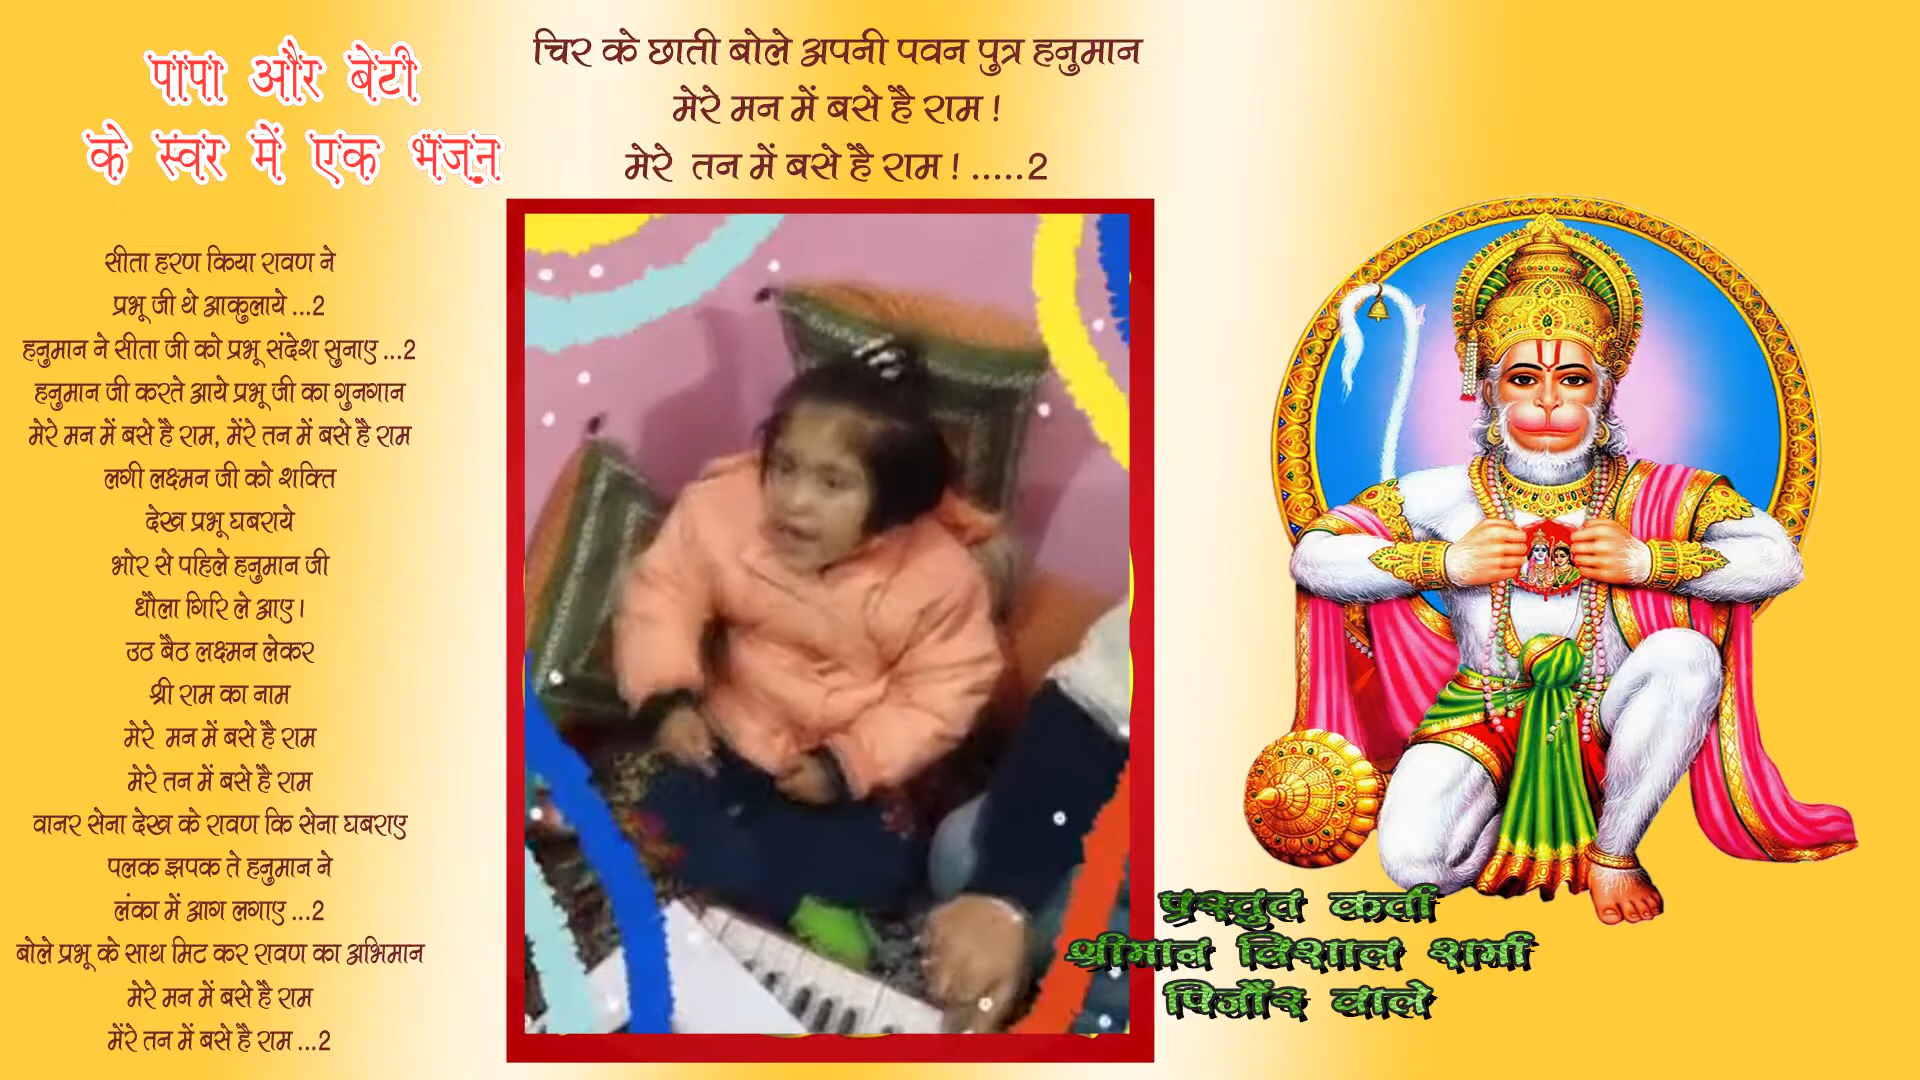 पापा और बेटी
के स्वर में एक भजन
चिर के छाती बोले अपनी पवन पुत्र हनुमान
मेरे मन में बसे है राम !
मेरे तन में बसे है राम ! .....2
सीता हरण किया रावण ने
प्रभू जी थे आकुलाये ...2
हनुमान ने सीता जी को प्रभू संदेश सुनाए ...2
हनुमान जी करते आये प्रभू जी का गुनगान
मेरे मन में बसे है राम, मेंरे तन में बसे है राम
लगी लक्ष्मन जी को शक्ति
देख प्रभू घबराये
भोर से पहिले हनुमान जी
धौला गिरि ले आए ।
उठ बैठ लक्ष्मन लेकर
श्री राम का नाम
मेरे मन में बसे है राम
मेरे तन में बसे है राम
वानर सेना देख के रावण कि सेना घबराए
पलक झपक ते हनुमान ने
लंका में आग लगाए ...2
बोले प्रभू के साथ मिट कर रावण का अभिमान
मेरे मन में बसे है राम
मेंरे तन में बसे है राम ...2
प्रस्तुत कर्ता
श्रीमान विशाल शर्मा
पिजौर वाले